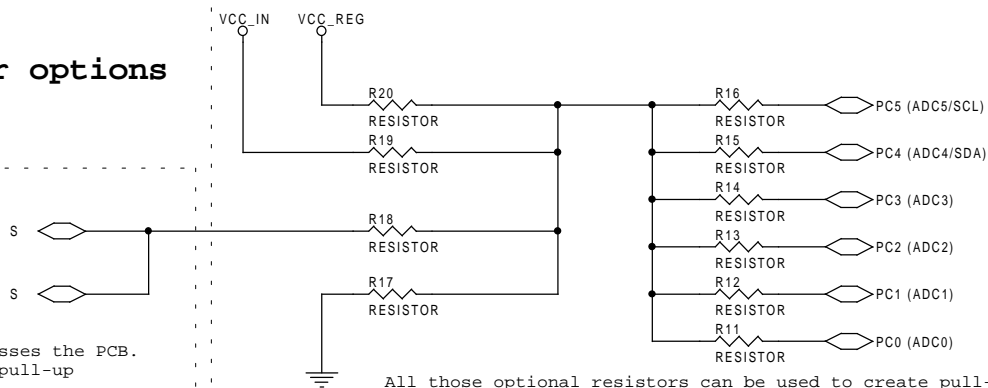 VCC_IN VCC_REG
r options
R20
RESISTOR
R19
RESISTOR
R18
RESISTOR
R17
RESISTOR
R16
RESISTOR
PC5 (ADC5/SCL)
R15
RESISTOR
PC4 (ADC4/SDA)
R14
RESISTOR
PC3 (ADC3)
R13
RESISTOR
PC2 (ADC2)
R12
RESISTOR
PC1 (ADC1)
R11
RESISTOR
PC0 (ADC0)
S
S
sses the PCB.
pull-up
All those optional resistors can be used to create pull-